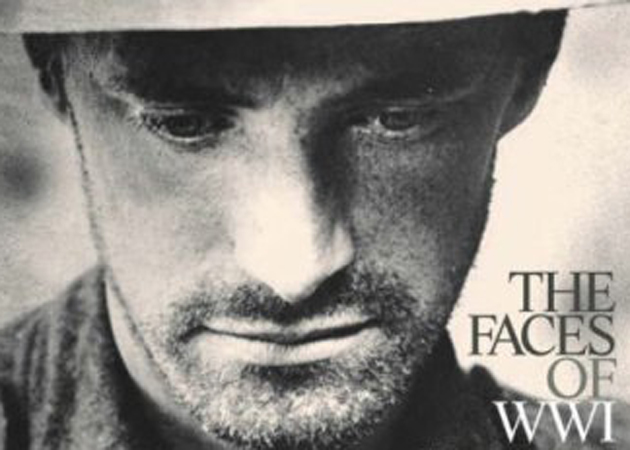 THE
FACES
OF
WWI